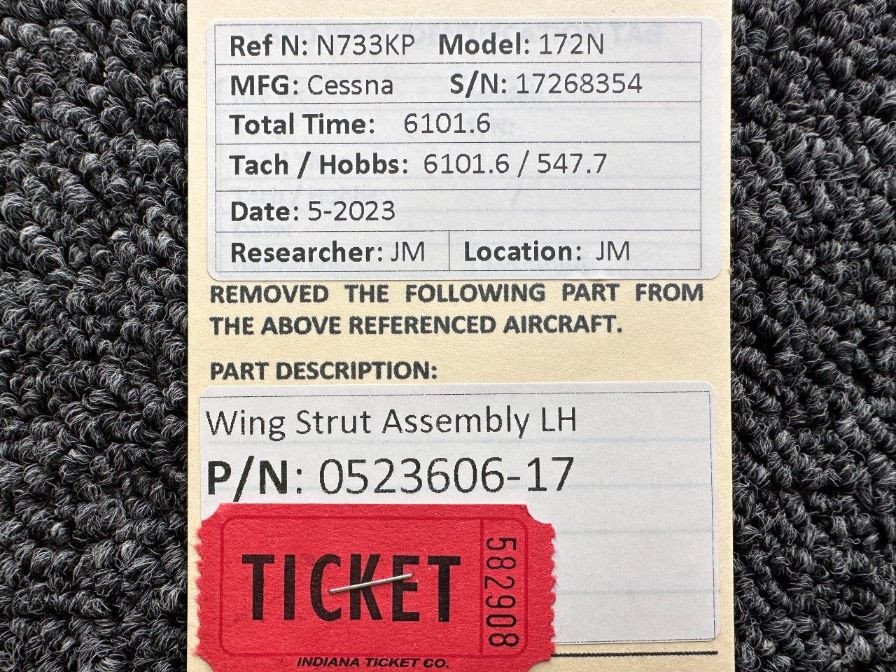 Ref N: N733KP Model: 172N
MFG: Cessna S/N: 17268354
Total Time: 6101.6
Tach / Hobbs: 6101.6 / 547.7
Date: 5-2023
Researcher: JM Location: JM
REMOVED THE FOLLOWING PART FROM
THE ABOVE REFERENCED AIRCRAFT.
PART DESCRIPTION:
Wing Strut Assembly LH
P/N: 0523606-17
TICKET
582908
INDIANA TICKET CO.